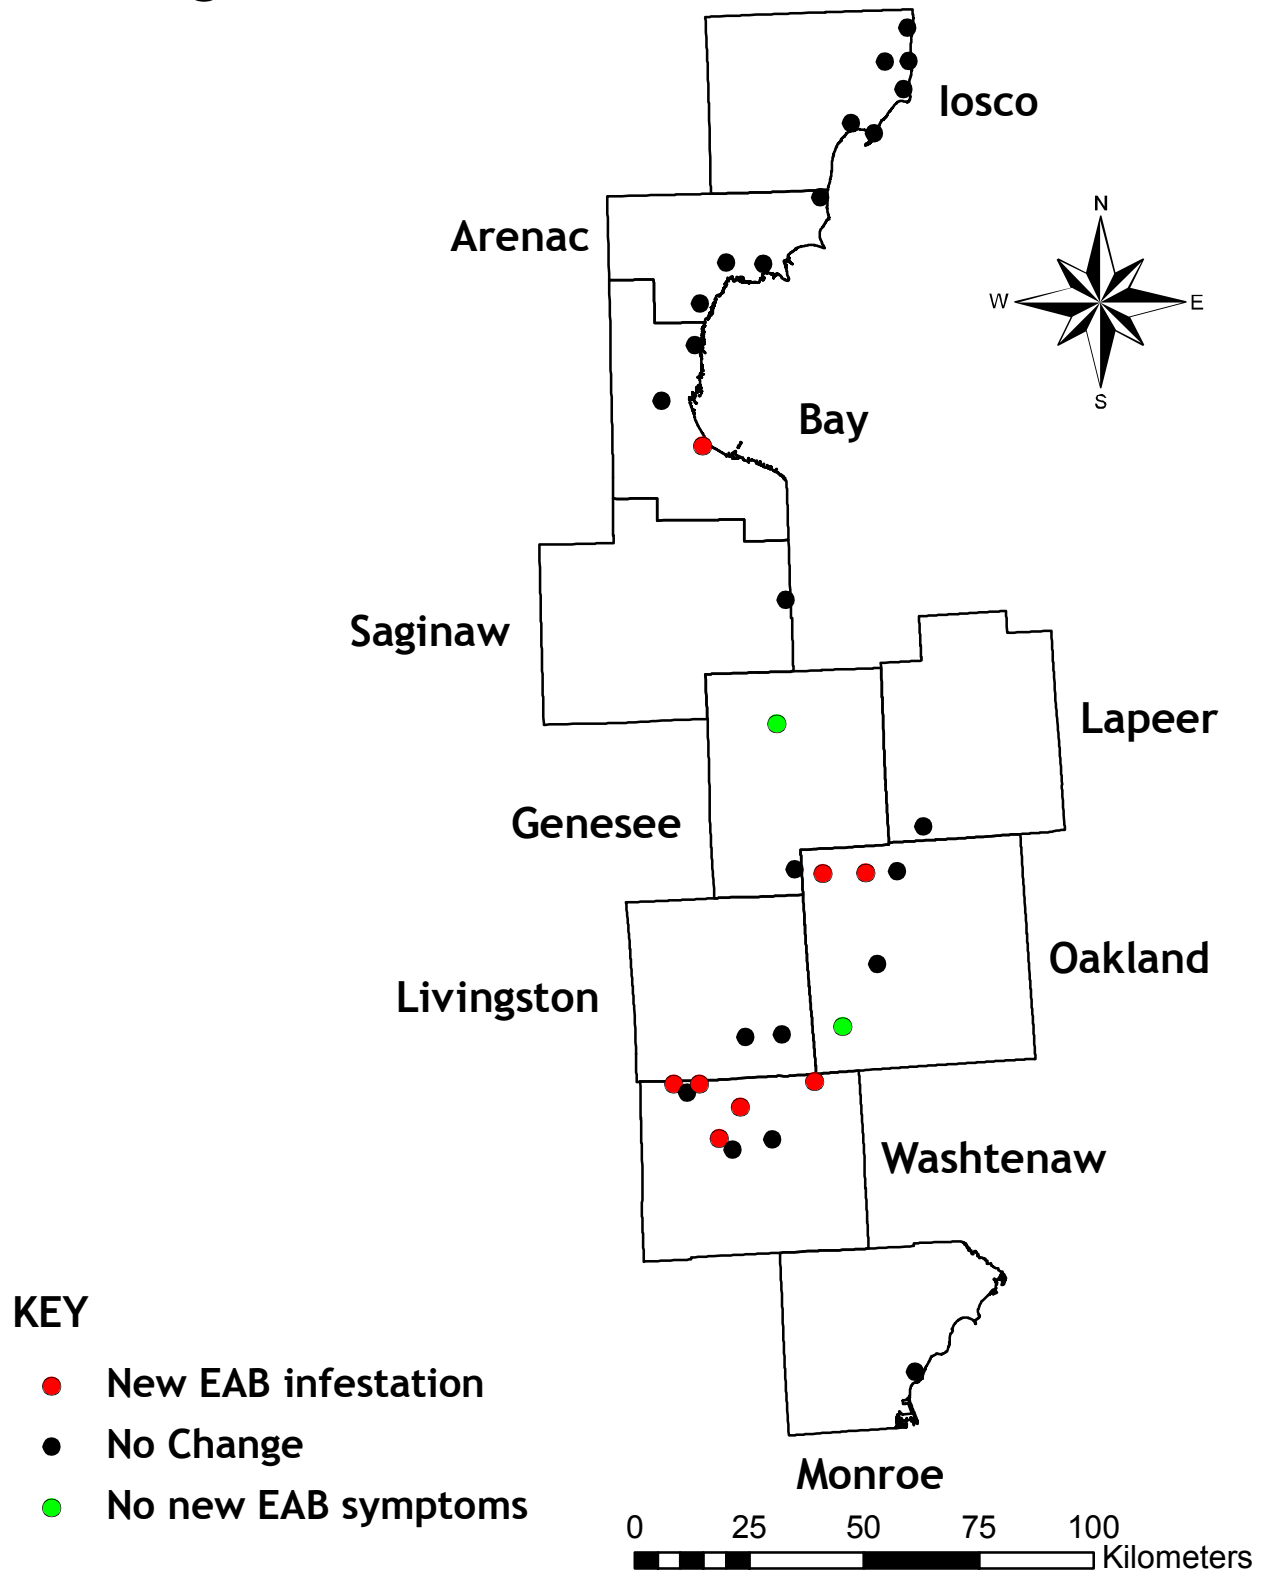 Iosco
Arenac
N
W
E
S
Bay
Saginaw
Lapeer
Genesee
Oakland
Livingston
Washtenaw
KEY
New EAB infestation
No Change
No new EAB symptoms
Monroe
0 25 50 75 100
Kilometers